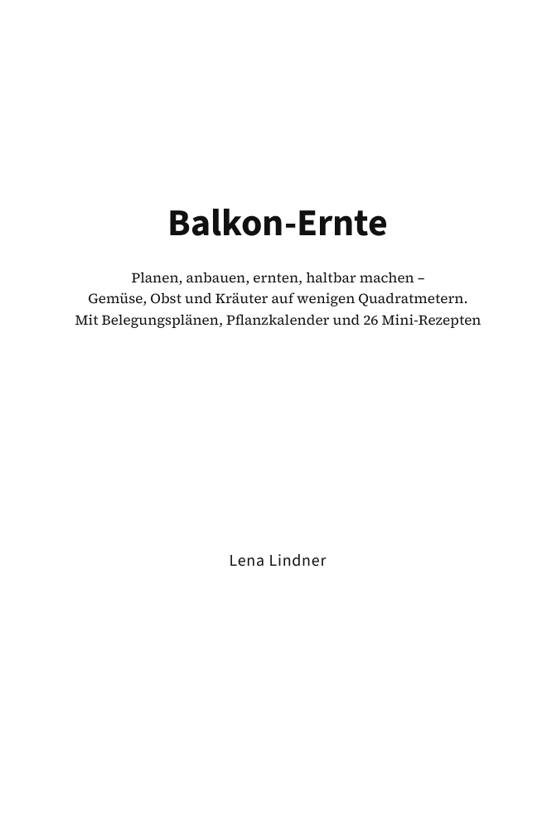 Balkon-Ernte
Planen, anbauen, ernten, haltbar machen –
Gemüse, Obst und Kräuter auf wenigen Quadratmetern.
Mit Belegungsplänen, Pflanzkalender und 26 Mini-Rezepten
Lena Lindner